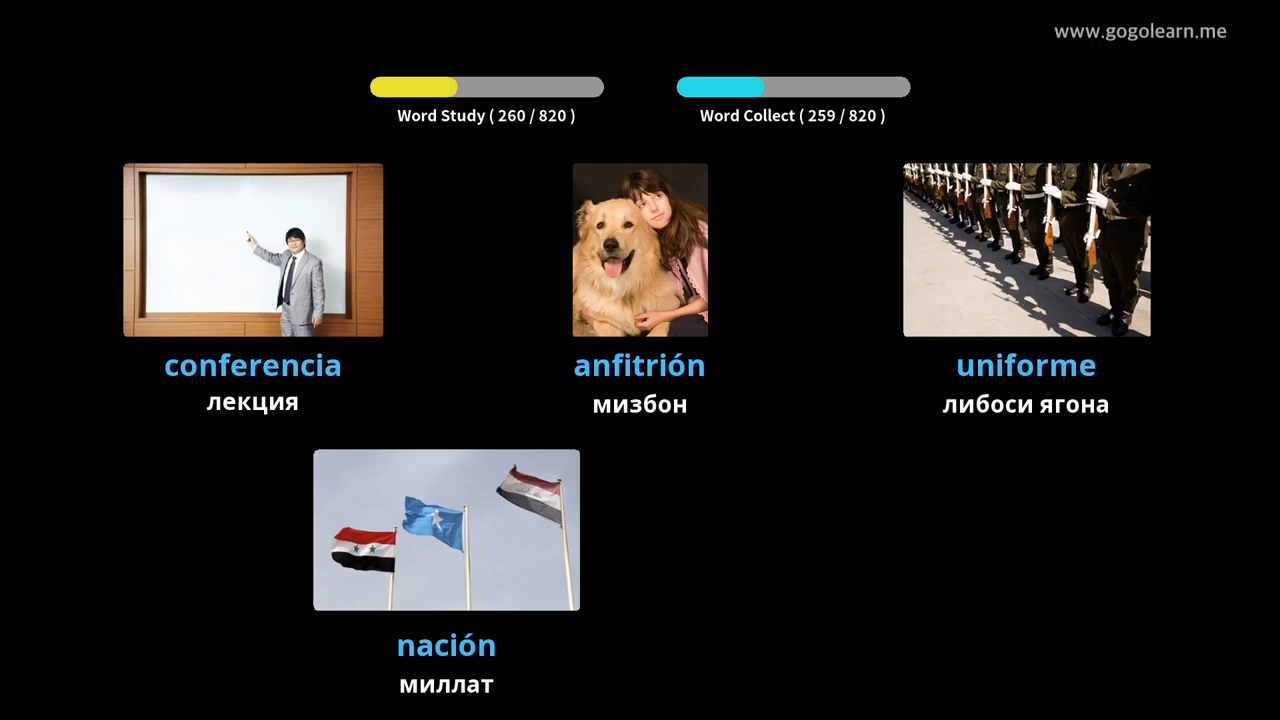 www.gogolearn.me
Word Study ( 260 / 820 )
Word Collect ( 259 / 820 )
conferencia
лекция
anfitrión
мизбон
uniforme
либоси ягона
nación
миллат